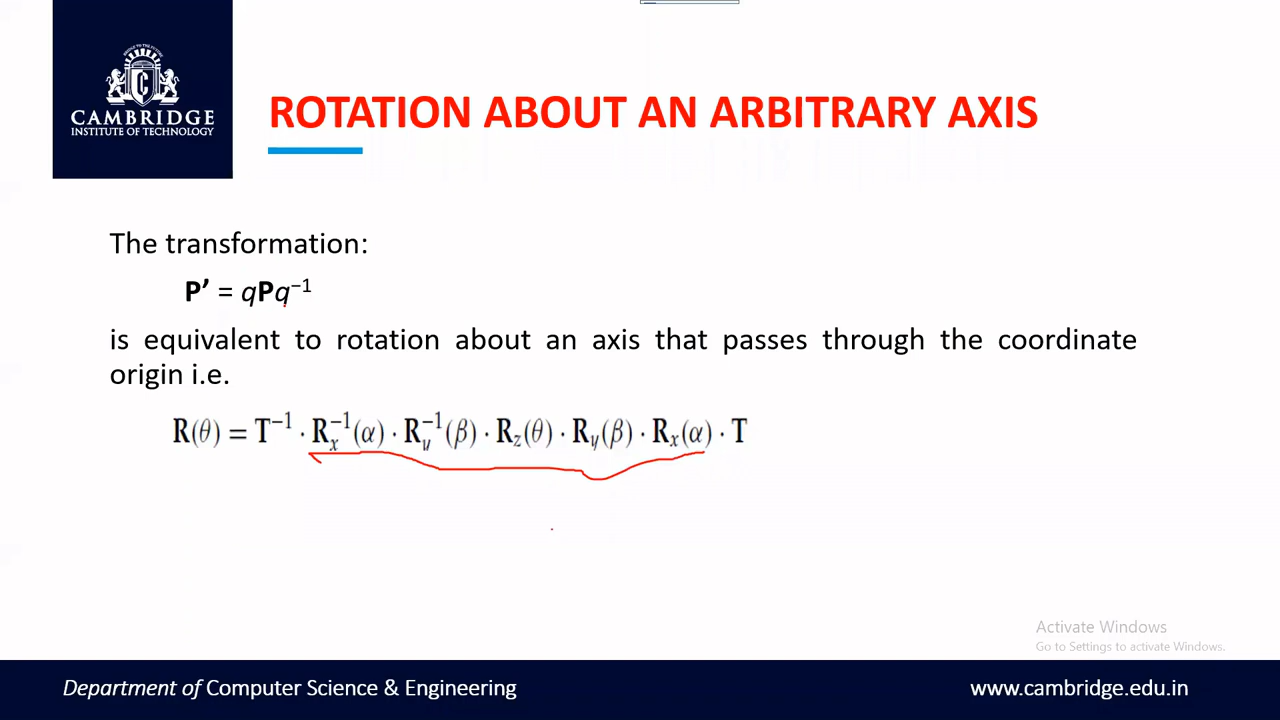 CAMBRIDGE
INSTITUTE OF TECHNOLOGY
ROTATION ABOUT AN ARBITRARY AXIS
The transformation:
P’ = qPq⁻¹
is equivalent to rotation about an axis that passes through the coordinate
origin i.e.
R(θ) = T⁻¹ · Rₓ⁻¹(α) · R_y⁻¹(β) · R_z(θ) · R_y(β) · Rₓ(α) · T
Activate Windows
Go to Settings to activate Windows.
Department of Computer Science & Engineering
www.cambridge.edu.in